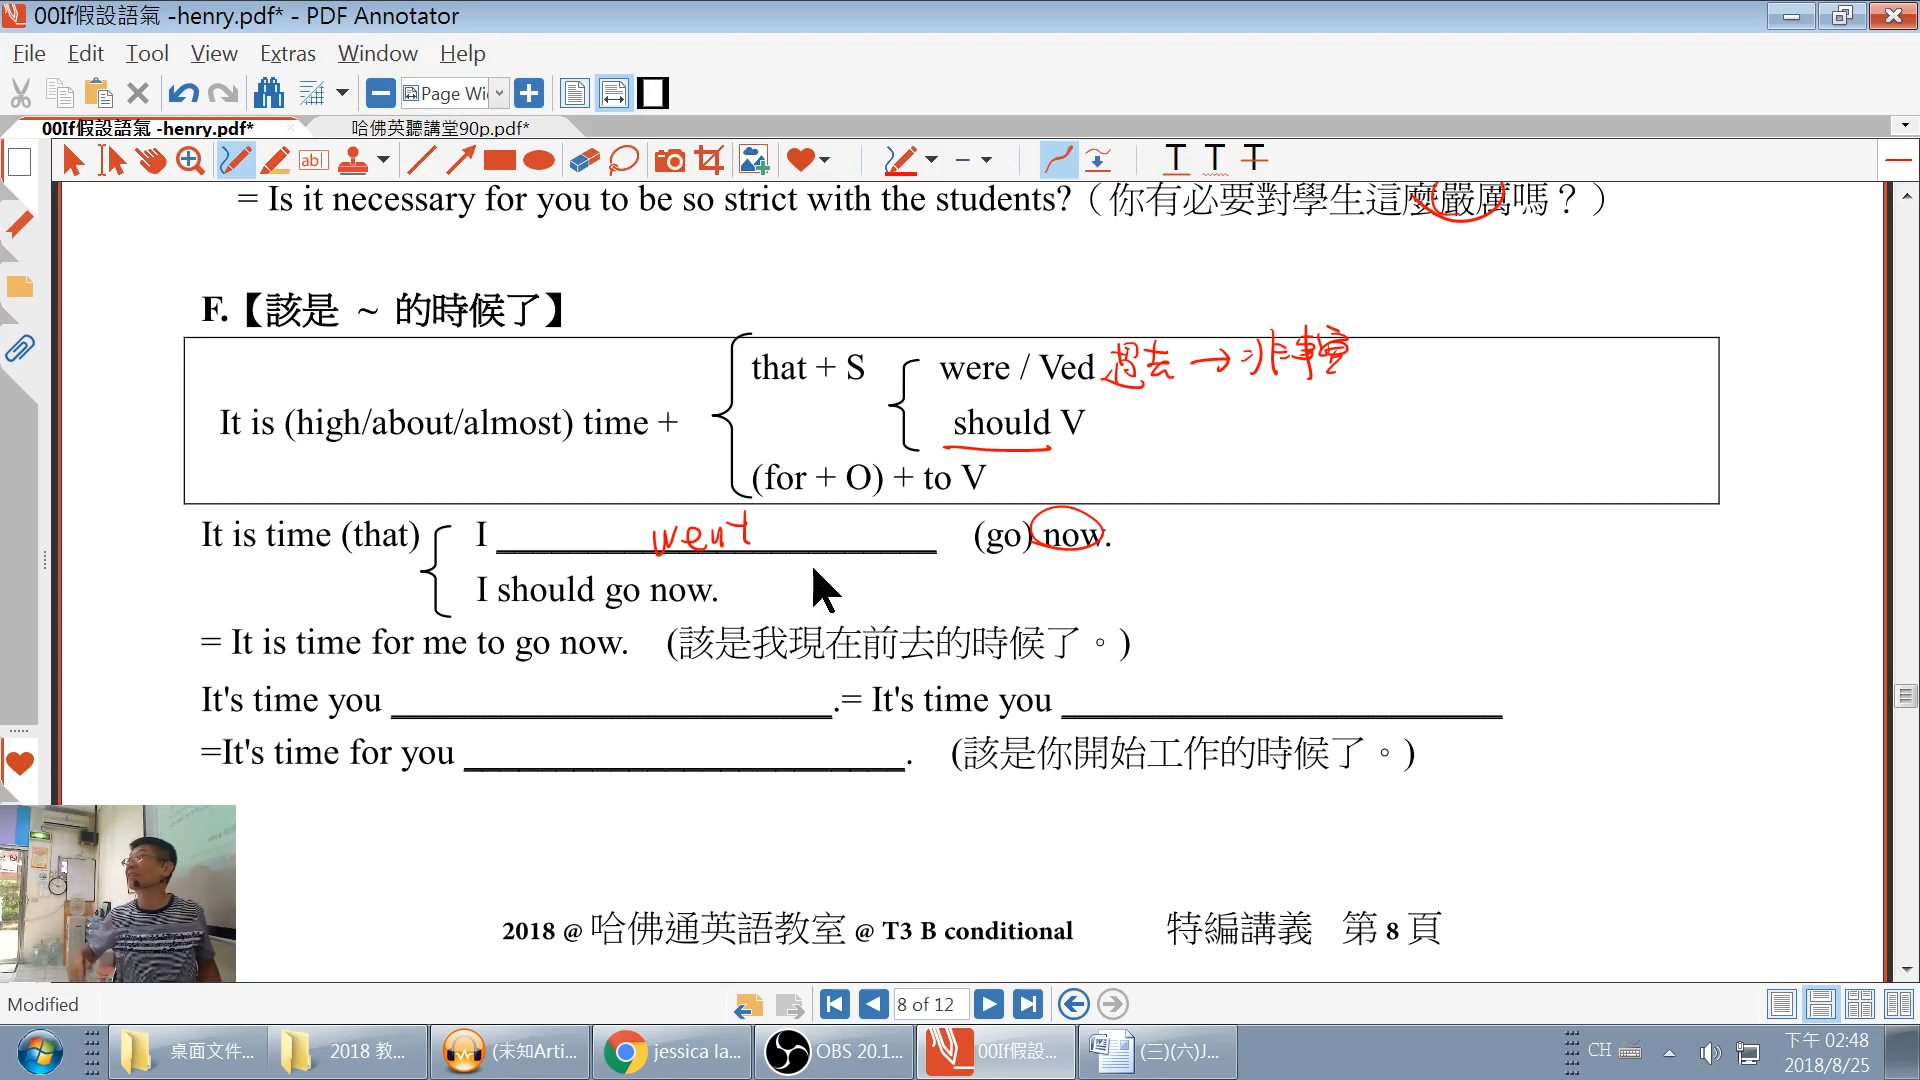 00If假設語氣 -henry.pdf* - PDF Annotator
File Edit Tool View Extras Window Help
Page Wi
00If假設語氣 -henry.pdf*
哈佛英聽講堂90p.pdf*
ab|
T T T
= Is it necessary for you to be so strict with the students?（你有必要對學生這麼嚴厲嗎？）
F.【該是 ~ 的時候了】
that + S were / Ved 過去 → 非事實
It is (high/about/almost) time + should V
(for + O) + to V
It is time (that) I went (go) now.
I should go now.
= It is time for me to go now. (該是我現在前去的時候了。)
It's time you ______.= It's time you ______
=It's time for you ______. (該是你開始工作的時候了。)
2018 @ 哈佛通英語教室 @ T3 B conditional 特編講義 第 8 頁
Modified
8 of 12
桌面文件...
2018 教...
(未知Arti...
jessica la...
OBS 20.1...
00If假設...
(三)(六)J...
CH
下午 02:48
2018/8/25